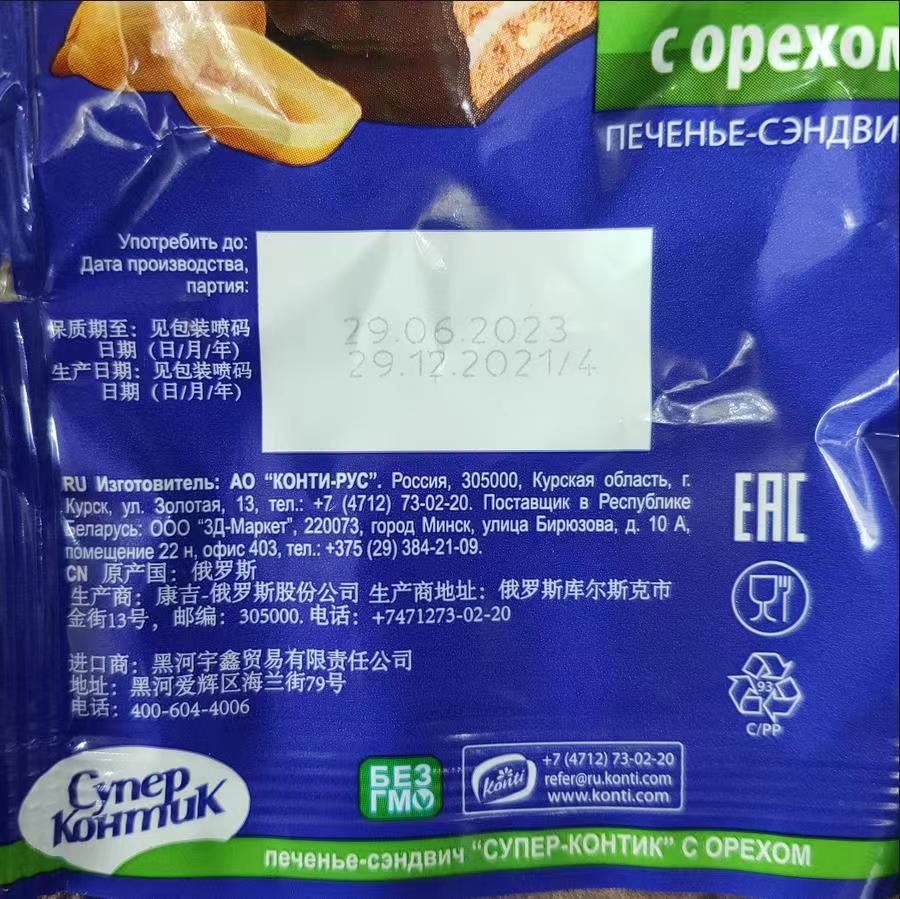 с орехом
ПЕЧЕНЬЕ-СЭНДВИ
Употребить до:
Дата производства,
партия:
保质期至：见包装喷码
日期（日/月/年）
生产日期：见包装喷码
日期（日/月/年）
29.06.2023
29.12.2021/4
RU Изготовитель: АО “КОНТИ-РУС”. Россия, 305000, Курская область, г.
Курск, ул. Золотая, 13, тел.: +7 (4712) 73-02-20. Поставщик в Республике
Беларусь: ООО “ЗД-Маркет”, 220073, город Минск, улица Бирюзова, д. 10 А,
помещение 22 н, офис 403, тел.: +375 (29) 384-21-09.
CN 原产国：俄罗斯
生产商：康吉-俄罗斯股份公司 生产商地址：俄罗斯库尔斯克市
金街13号，邮编：305000. 电话：+7471273-02-20
进口商：黑河宇鑫贸易有限责任公司
地址：黑河爱辉区海兰街79号
电话：400-604-4006
EAC
93
C/PP
Супер
Контик
БЕЗ
ГМО
konti
+7 (4712) 73-02-20
refer@ru.konti.com
www.konti.com
печенье-сэндвич “СУПЕР-КОНТИК” С ОРЕХОМ